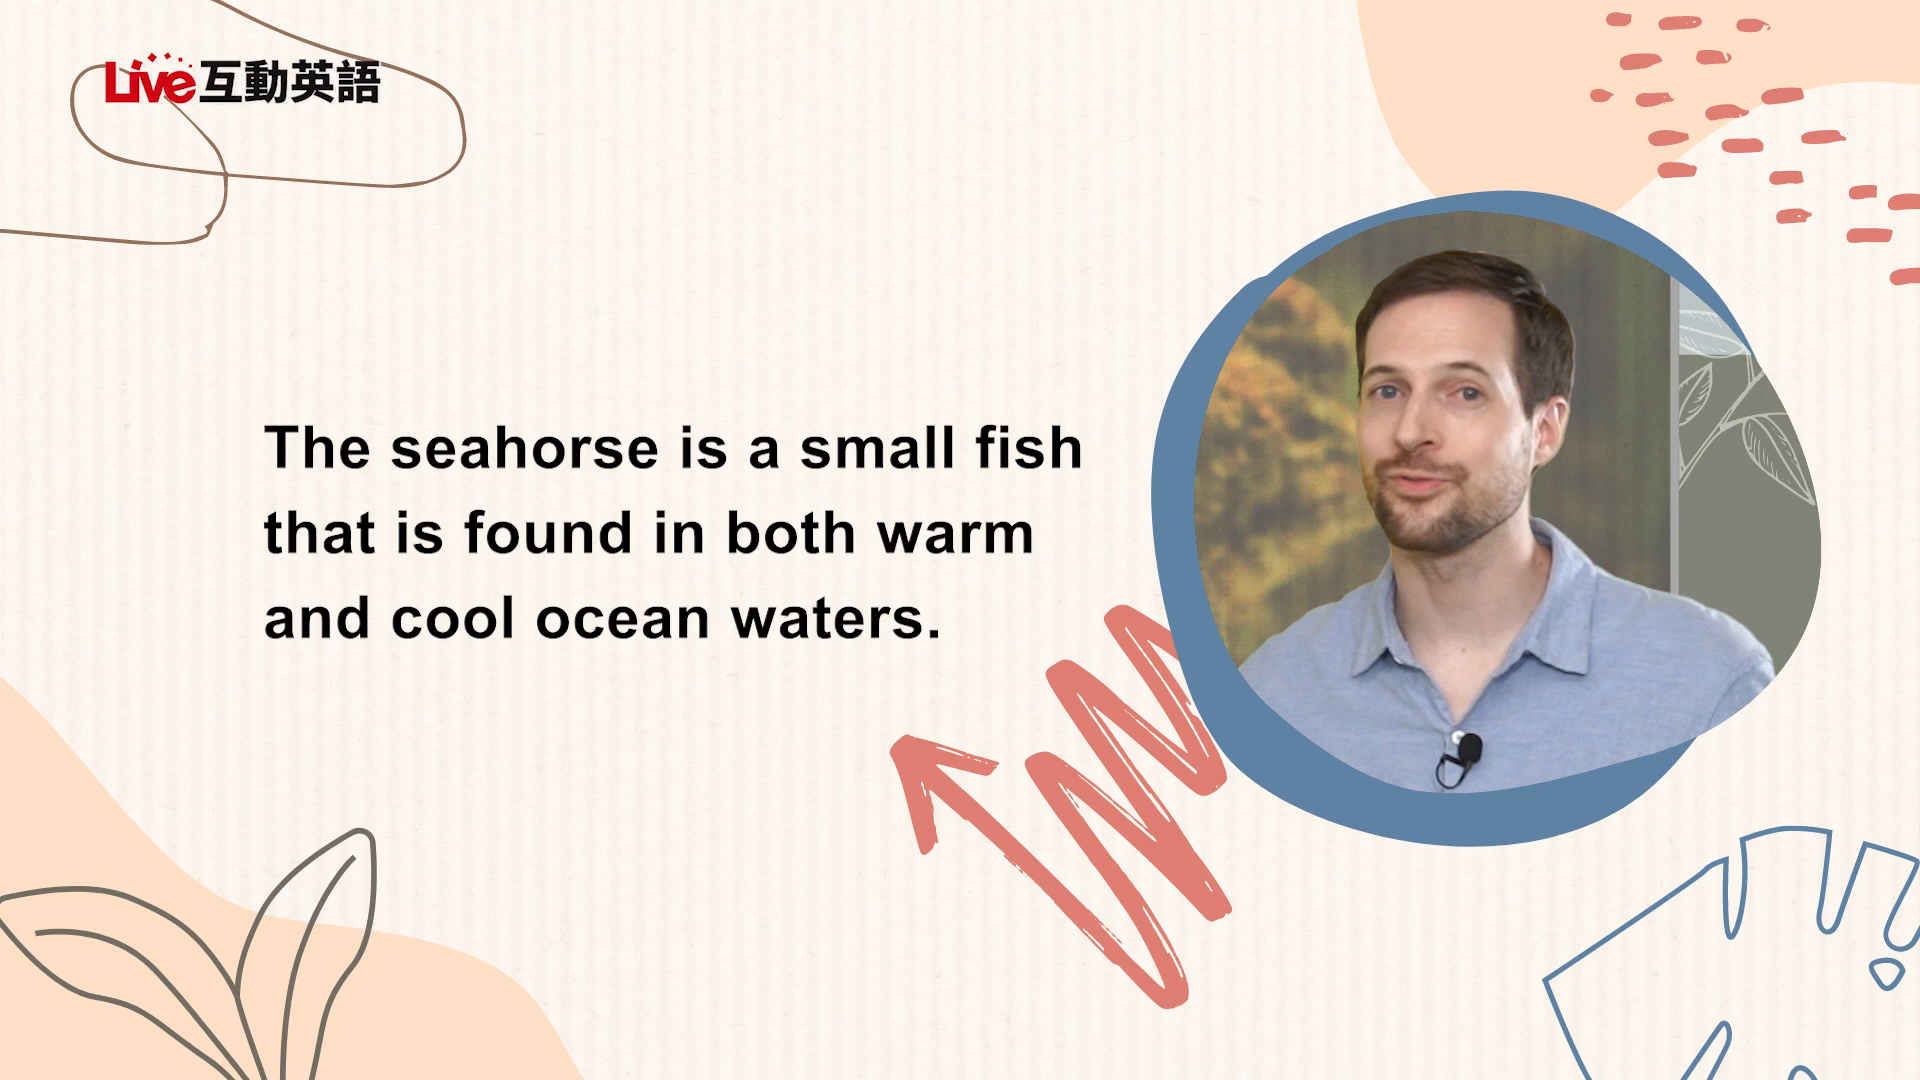 Live互動英語
The seahorse is a small fish
that is found in both warm
and cool ocean waters.